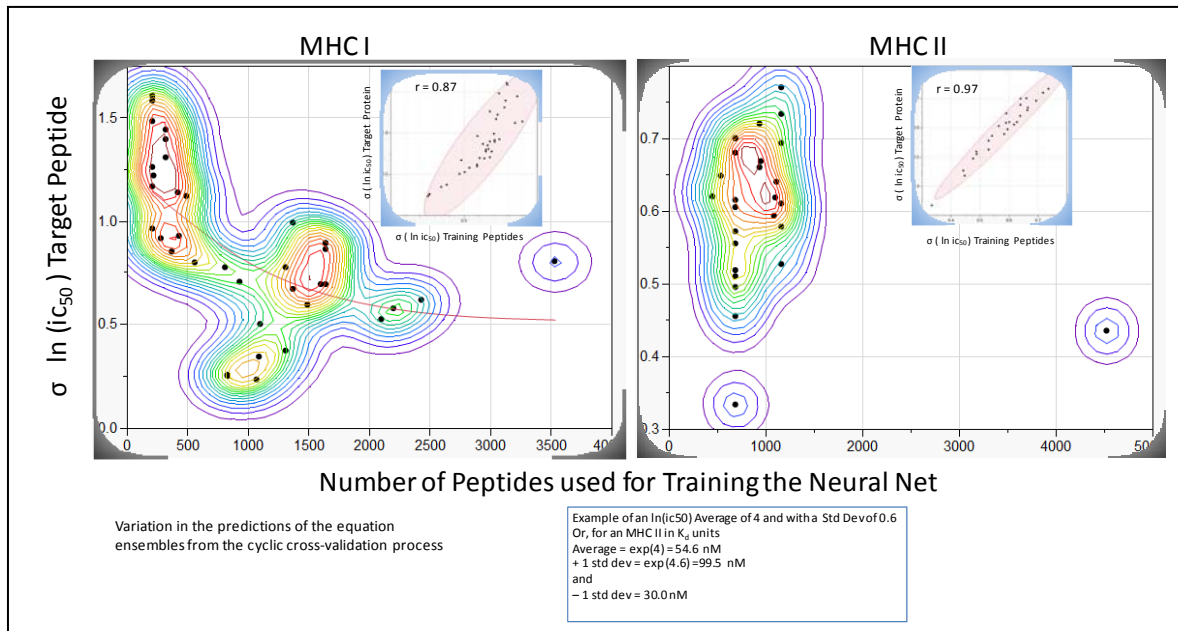 MHC I
MHC II
σ ln (ic50) Target Peptide
1.5
1.0
0.5
0.0
0
500
1000
1500
2000
2500
3000
3500
400
r = 0.87
σ ( ln ic50) Target Protein
σ ( ln ic50) Training Peptides
0.7
0.6
0.5
0.4
0.3
0
1000
2000
3000
4000
5000
r = 0.97
σ ( ln ic50) Target Protein
σ ( ln ic50) Training Peptides
Number of Peptides used for Training the Neural Net
Variation in the predictions of the equation
ensembles from the cyclic cross-validation process
Example of an ln(ic50) Average of 4 and with a Std Dev of 0.6
Or, for an MHC II in Kd units
Average = exp(4) = 54.6 nM
+ 1 std dev = exp(4.6) =99.5 nM
and
– 1 std dev = 30.0 nM